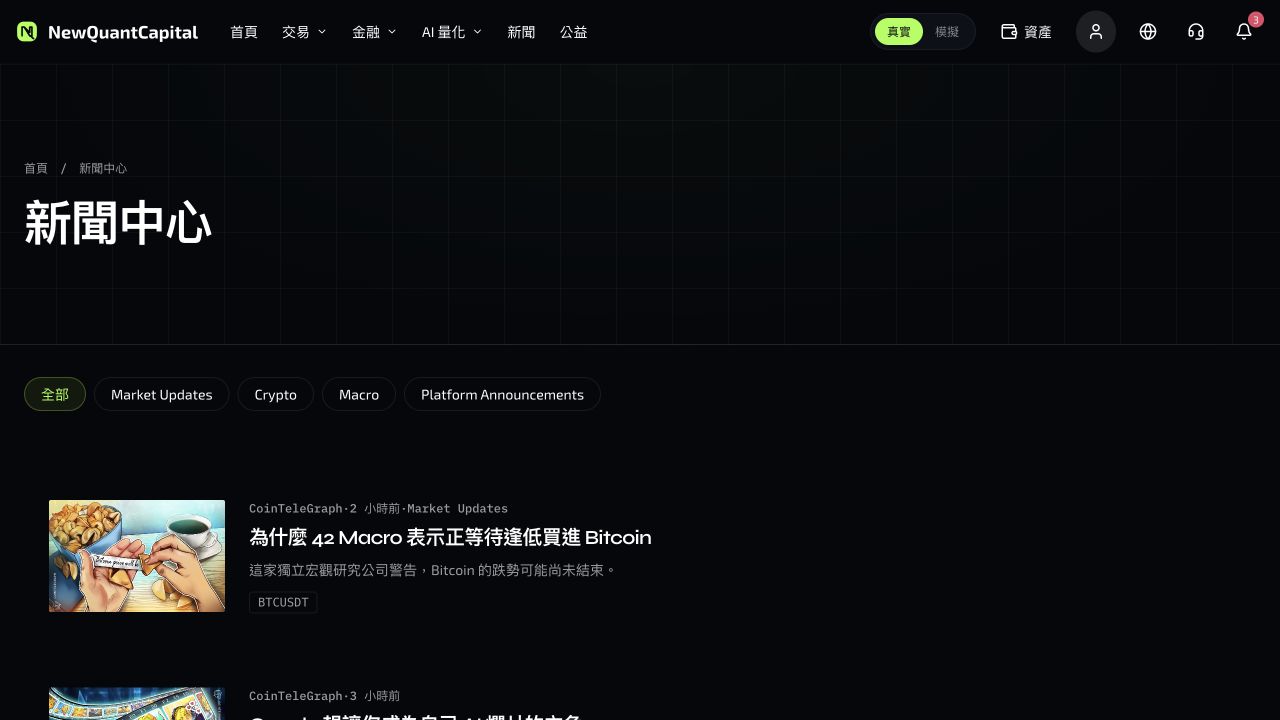 NewQuantCapital 首頁 交易 金融 AI 量化 新聞 公益 真實 模擬 資產 3
首頁 / 新聞中心
新聞中心
全部 Market Updates Crypto Macro Platform Announcements
CoinTeleGraph·2 小時前·Market Updates
為什麼 42 Macro 表示正等待逢低買進 Bitcoin
這家獨立宏觀研究公司警告，Bitcoin 的跌勢可能尚未結束。
BTCUSDT
CoinTeleGraph·3 小時前